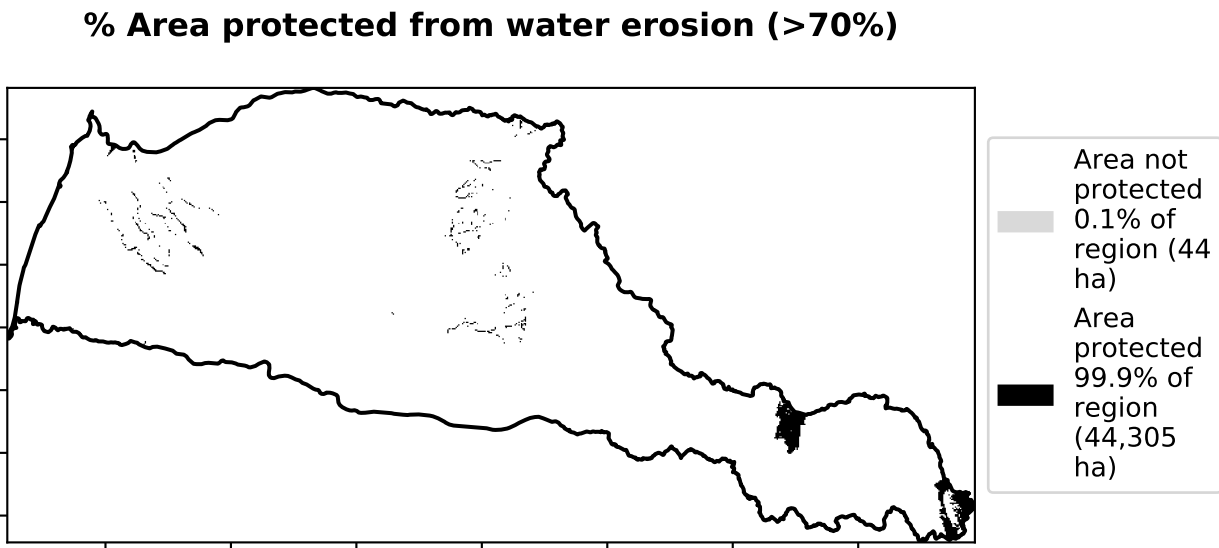 % Area protected from water erosion (>70%)
Area not
protected
0.1% of
region (44
ha)
Area
protected
99.9% of
region
(44,305
ha)